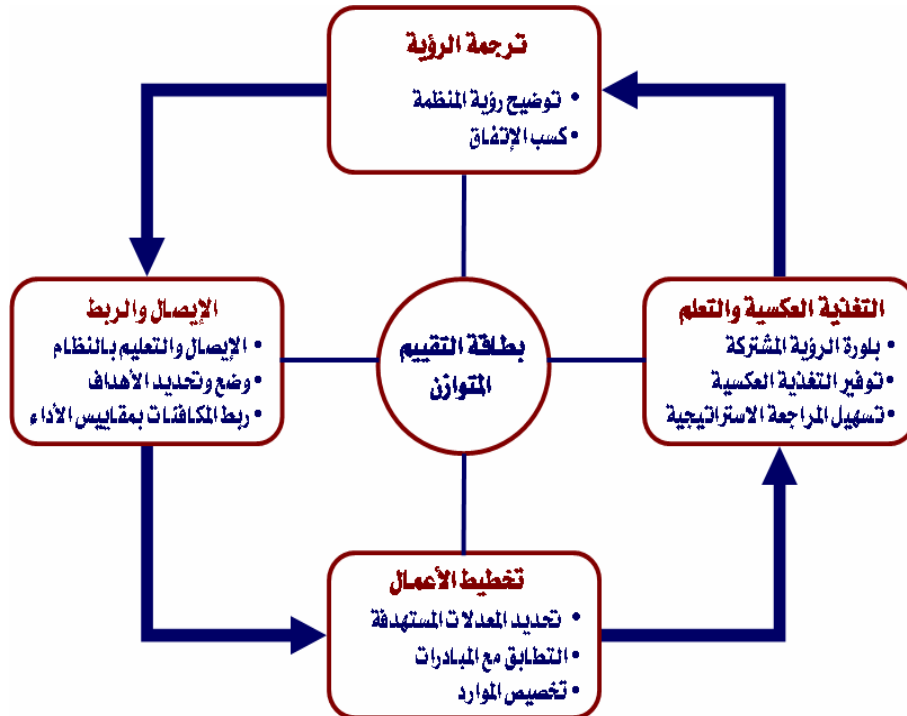 ترجمة الرؤية
• توضيح رؤية المنظمة
• كسب الإتفاق
الإيصال والربط
• الإيصال والتعليم بالنظام
• وضع وتحديد الأهداف
• ربط المكافئات بمقاييس الأداء
بطاقة التقييم
المتوازن
التغذية العكسية والتعلم
• بلورة الرؤية المشتركة
• توفير التغذية العكسية
• تسهيل المراجعة الاستراتيجية
تخطيط الأعمال
• تحديد المعدلات المستهدفة
• التطابق مع المبادرات
• تخصيص الموارد